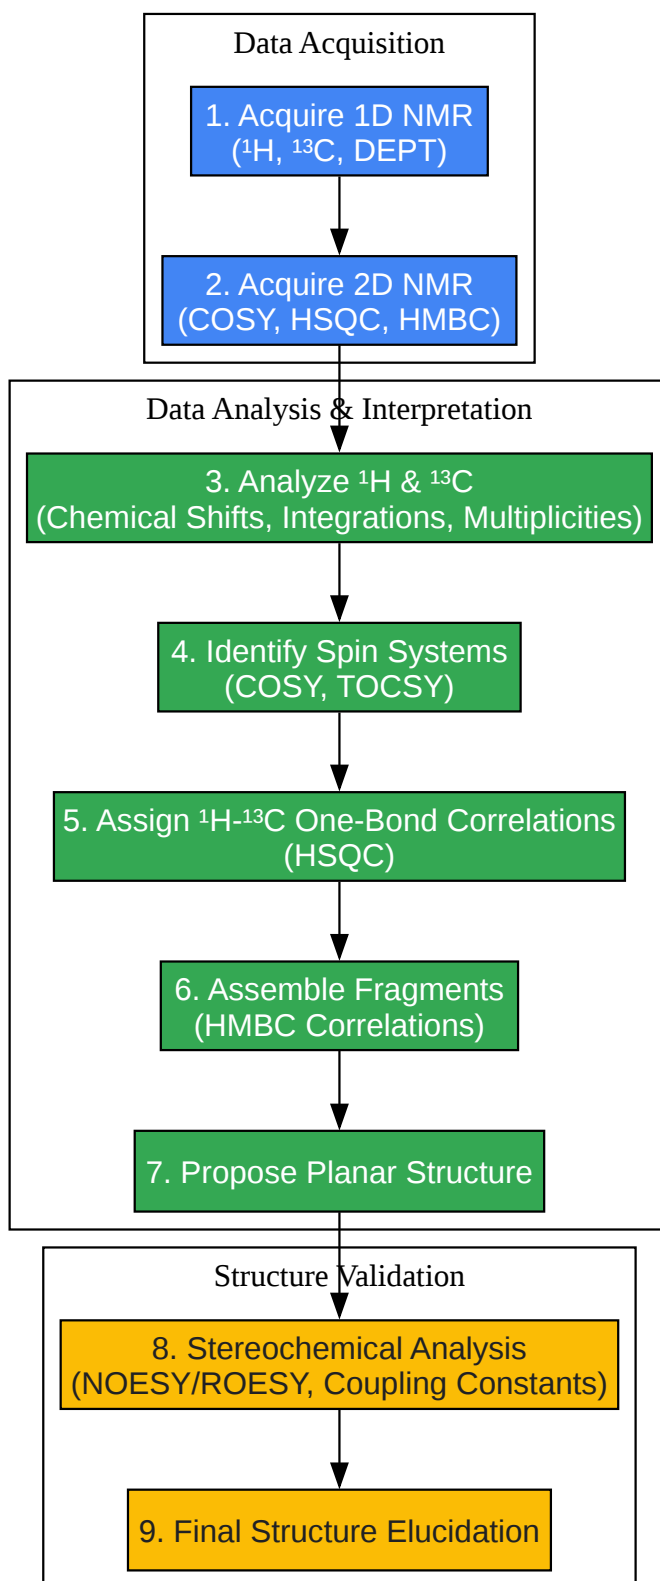 Data Acquisition
1. Acquire 1D NMR
(¹H, ¹³C, DEPT)
2. Acquire 2D NMR
(COSY, HSQC, HMBC)
Data Analysis & Interpretation
3. Analyze ¹H & ¹³C
(Chemical Shifts, Integrations, Multiplicities)
4. Identify Spin Systems
(COSY, TOCSY)
5. Assign ¹H-¹³C One-Bond Correlations
(HSQC)
6. Assemble Fragments
(HMBC Correlations)
7. Propose Planar Structure
Structure Validation
8. Stereochemical Analysis
(NOESY/ROESY, Coupling Constants)
9. Final Structure Elucidation